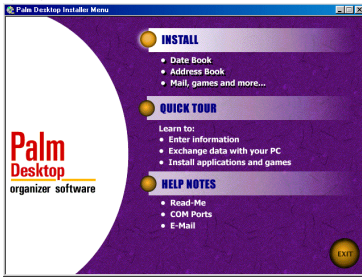 Palm Desktop Installer Menu
INSTALL
• Date Book
• Address Book
• Mail, games and more...
QUICK TOUR
Learn to:
• Enter information
• Exchange data with your PC
• Install applications and games
HELP NOTES
• Read-Me
• COM Ports
• E-Mail
Palm
Desktop
organizer software
EXIT